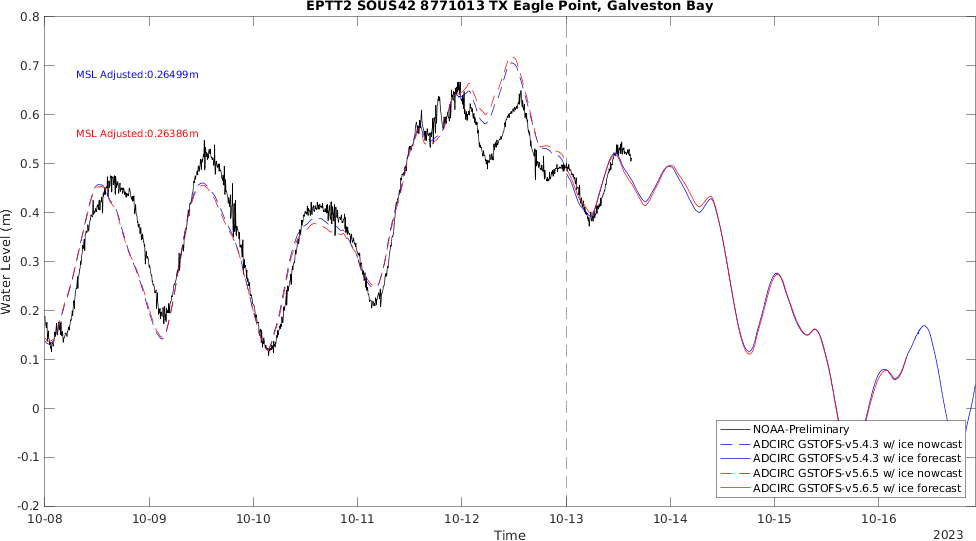 EPTT2 SOUS42 8771013 TX Eagle Point, Galveston Bay
0.8
0.7
MSL Adjusted:0.26499m
0.6
MSL Adjusted:0.26386m
0.5
0.4
0.3
0.2
0.1
0
-0.1
-0.2
Water Level (m)
NOAA-Preliminary
ADCIRC GSTOFS-v5.4.3 w/ ice nowcast
ADCIRC GSTOFS-v5.4.3 w/ ice forecast
ADCIRC GSTOFS-v5.6.5 w/ ice nowcast
ADCIRC GSTOFS-v5.6.5 w/ ice forecast
10-08 10-09 10-10 10-11 10-12 10-13 10-14 10-15 10-16
Time
2023